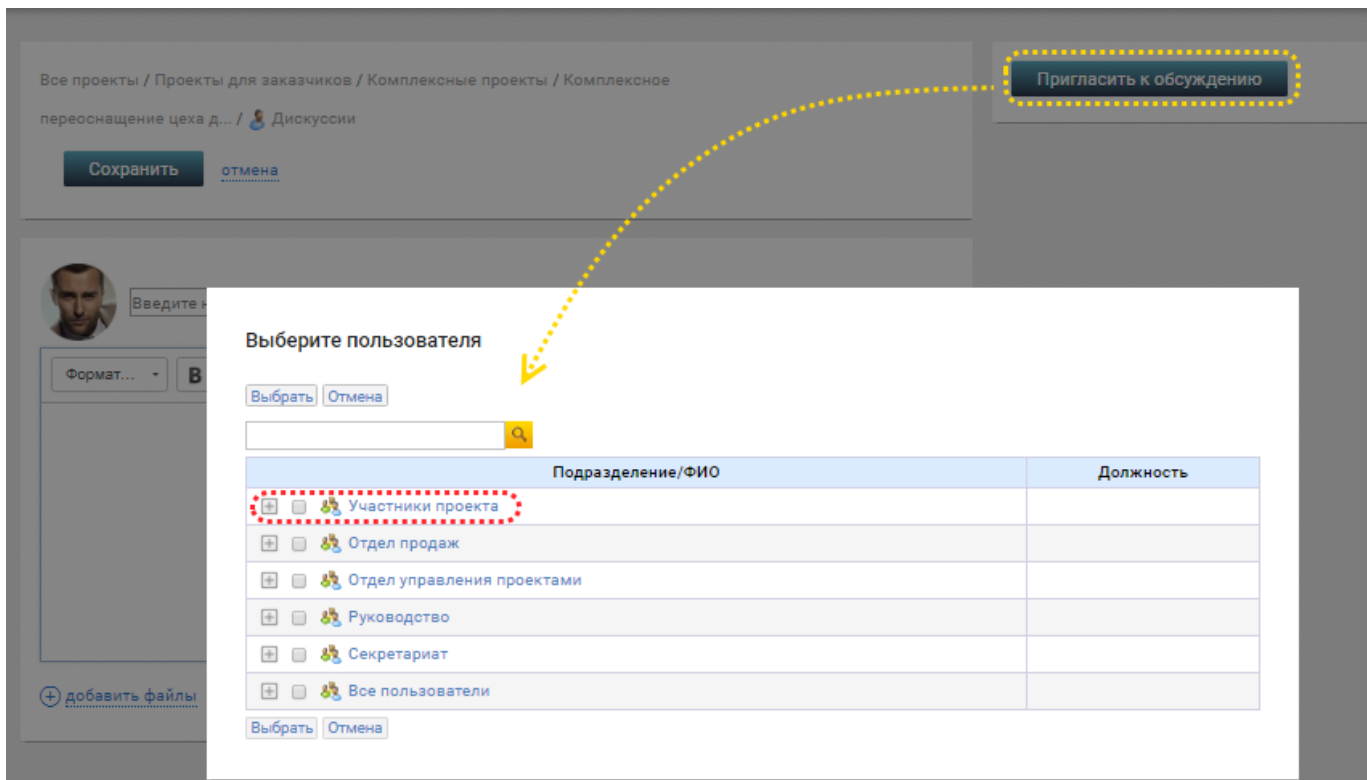 Все проекты / Проекты для заказчиков / Комплексные проекты / Комплексное
переоснащение цеха д... / Дискуссии
Сохранить отмена
Пригласить к обсуждению
Введите
Формат... B
Выберите пользователя
Выбрать Отмена
Подразделение/ФИО Должность
Участники проекта
Отдел продаж
Отдел управления проектами
Руководство
Секретариат
Все пользователи
Выбрать Отмена
добавить файлы